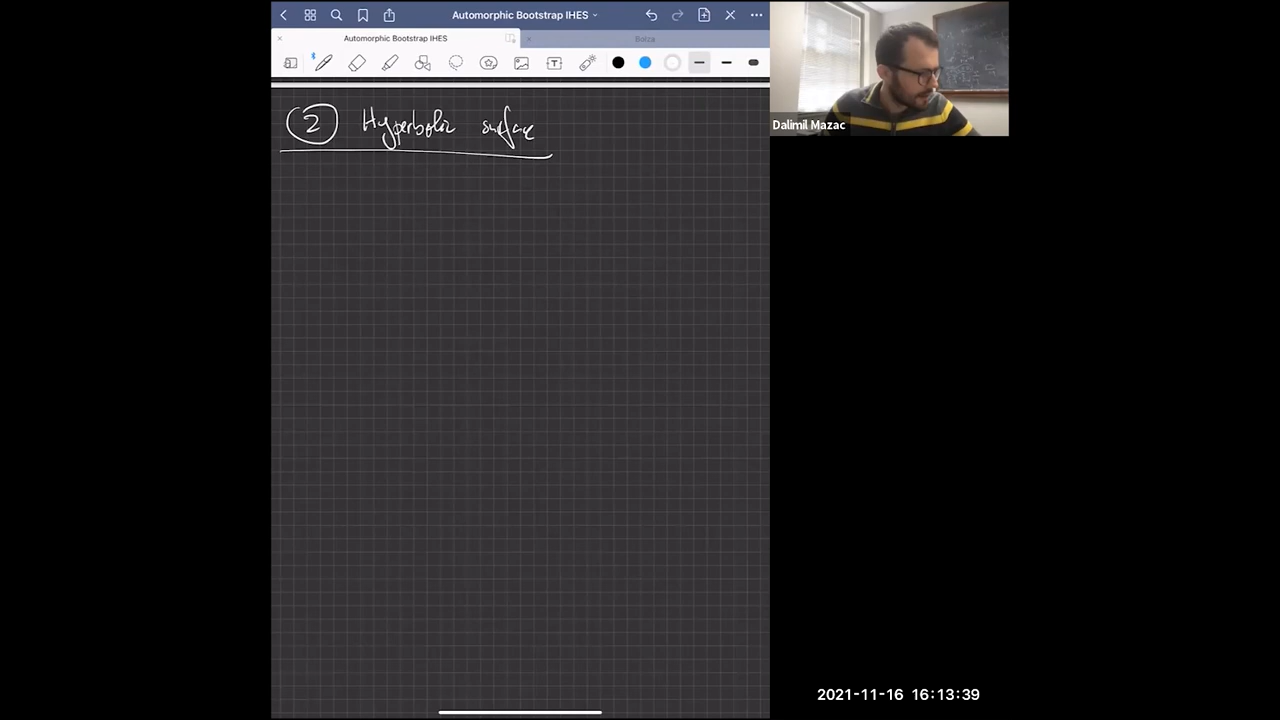 Automorphic Bootstrap IHES
Automorphic Bootstrap IHES
Bolza
T
2 Hyperbolic surface
Dalimil Mazac
2021-11-16 16:13:39